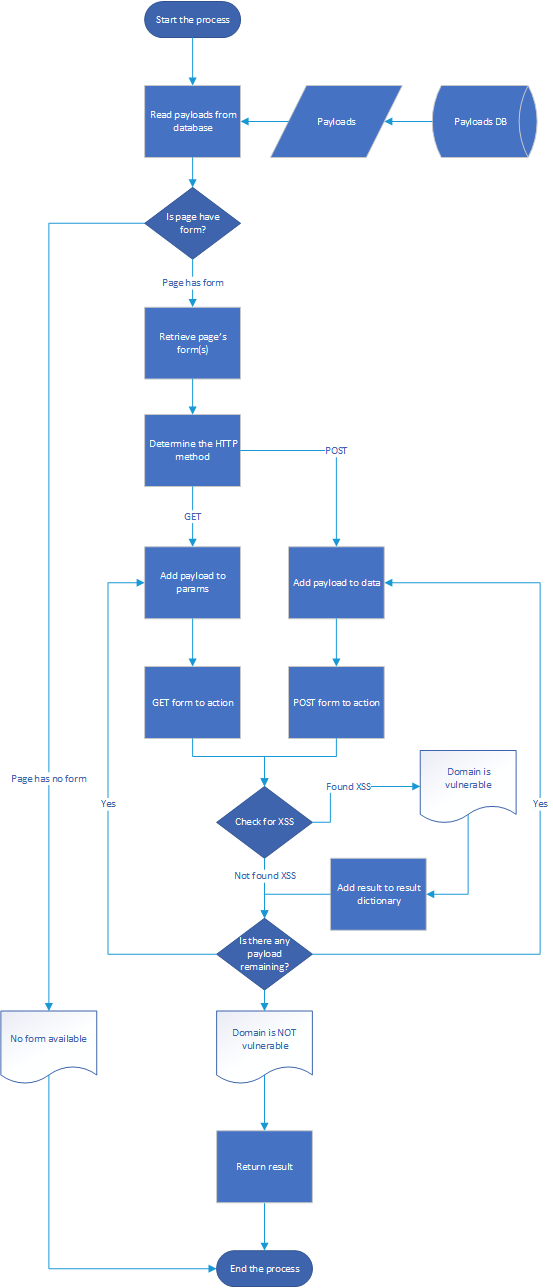 Start the process
Read payloads from
database
Payloads
Payloads DB
Is page have
form?
Page has form
Retrieve page's
form(s)
Determine the HTTP
method
POST
GET
Add payload to
params
Add payload to data
GET form to action
POST form to action
Page has no form
Yes
Found XSS
Domain is
vulnerable
Yes
Check for XSS
Not found XSS
Add result to result
dictionary
Is there any
payload
remaining?
No form available
Domain is NOT
vulnerable
Return result
End the process